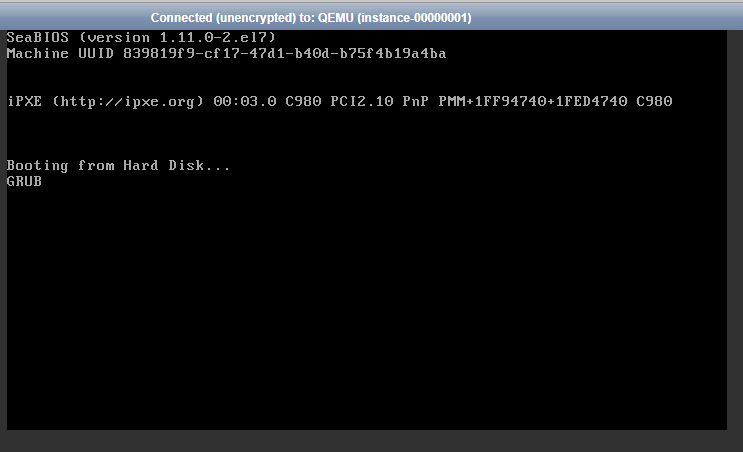 Connected (unencrypted) to: QEMU (instance-00000001)
SeaBIOS (version 1.11.0-2.el7)
Machine UUID 839819f9-cf17-47d1-b40d-b75f4b19a4ba
iPXE (http://ipxe.org) 00:03.0 C980 PCI2.10 PnP PMM+1FF94740+1FED4740 C980
Booting from Hard Disk...
GRUB